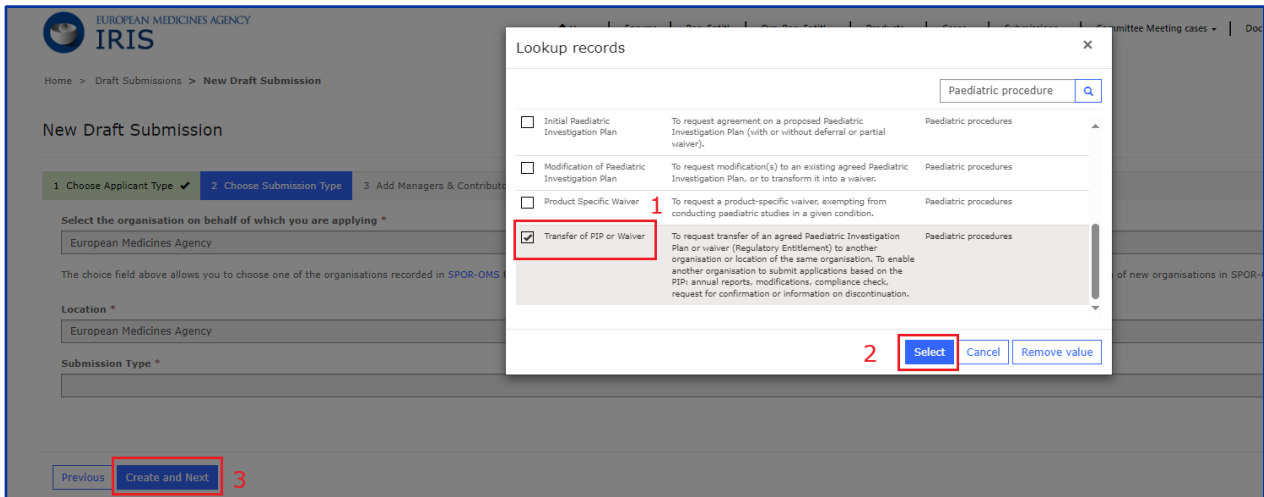 EUROPEAN MEDICINES AGENCY
IRIS
Committee Meeting cases
Home > Draft Submissions > New Draft Submission
New Draft Submission
1 Choose Applicant Type ✔ 2 Choose Submission Type 3 Add Managers & Contributo
Select the organisation on behalf of which you are applying *
European Medicines Agency
The choice field above allows you to choose one of the organisations recorded in SPOR-OMS
of new organisations in SPOR-
Location *
European Medicines Agency
Submission Type *
Previous Create and Next 3
Lookup records ×
Paediatric procedure
Initial Paediatric
Investigation Plan
To request agreement on a proposed Paediatric
Investigation Plan (with or without deferral or partial
waiver).
Paediatric procedures
Modification of Paediatric
Investigation Plan
To request modification(s) to an existing agreed Paediatric
Investigation Plan, or to transform it into a waiver.
Paediatric procedures
Product Specific Waiver 1
To request a product-specific waiver, exempting from
conducting paediatric studies in a given condition.
Paediatric procedures
Transfer of PIP or Waiver
To request transfer of an agreed Paediatric Investigation
Plan or waiver (Regulatory Entitlement) to another
organisation or location of the same organisation. To enable
another organisation to submit applications based on the
PIP: annual reports, modifications, compliance check,
request for confirmation or information on discontinuation.
Paediatric procedures
2 Select Cancel Remove value